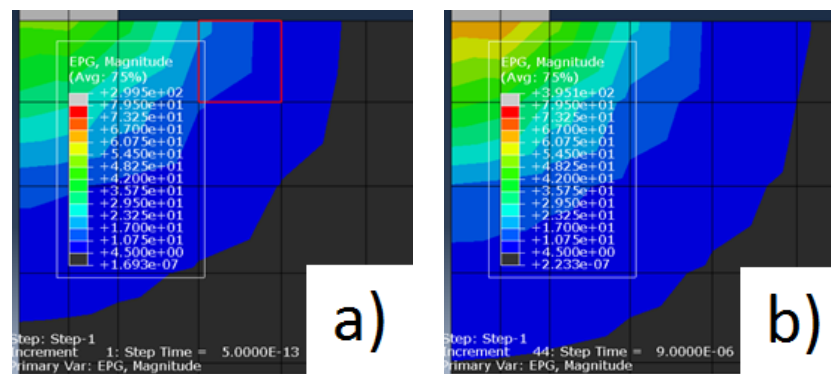 EPG, Magnitude
(Avg: 75%)
+2.995e+02
+7.950e+01
+7.325e+01
+6.700e+01
+6.075e+01
+5.450e+01
+4.825e+01
+4.200e+01
+3.575e+01
+2.950e+01
+2.325e+01
+1.700e+01
+1.075e+01
+4.500e+00
+1.693e-07
Step: Step-1
Increment 1: Step Time = 5.0000E-13
Primary Var: EPG, Magnitude
a)
EPG, Magnitude
(Avg: 75%)
+3.951e+02
+7.950e+01
+7.325e+01
+6.700e+01
+6.075e+01
+5.450e+01
+4.825e+01
+4.200e+01
+3.575e+01
+2.950e+01
+2.325e+01
+1.700e+01
+1.075e+01
+4.500e+00
+2.233e-07
Step: Step-1
Increment 44: Step Time = 9.0000E-06
Primary Var: EPG, Magnitude
b)